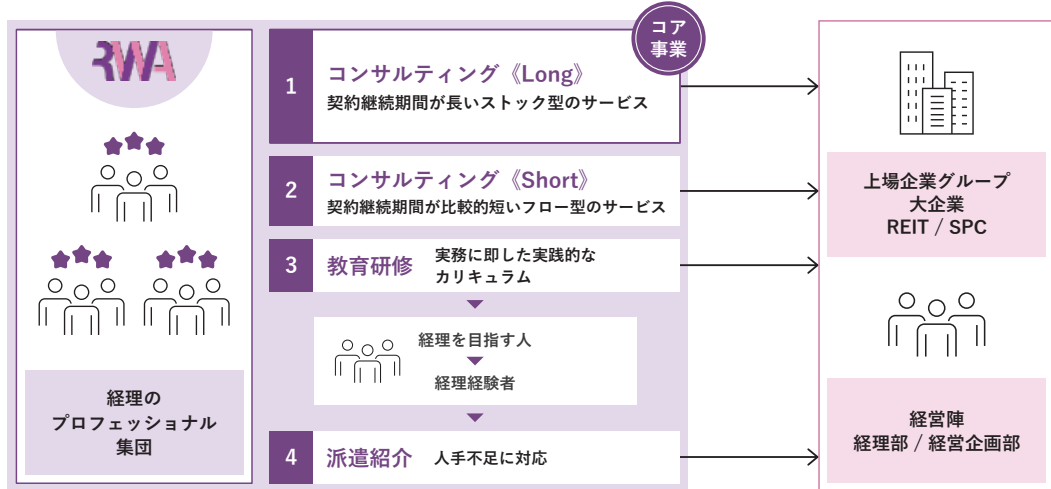 RWA
経理の
プロフェッショナル
集団
コア
事業
1
コンサルティング《Long》
契約継続期間が長いストック型のサービス
2
コンサルティング《Short》
契約継続期間が比較的短いフロー型のサービス
3
教育研修
実務に即した実践的な
カリキュラム
経理を目指す人
経理経験者
4
派遣紹介
人手不足に対応
上場企業グループ
大企業
REIT / SPC
経営陣
経理部 / 経営企画部